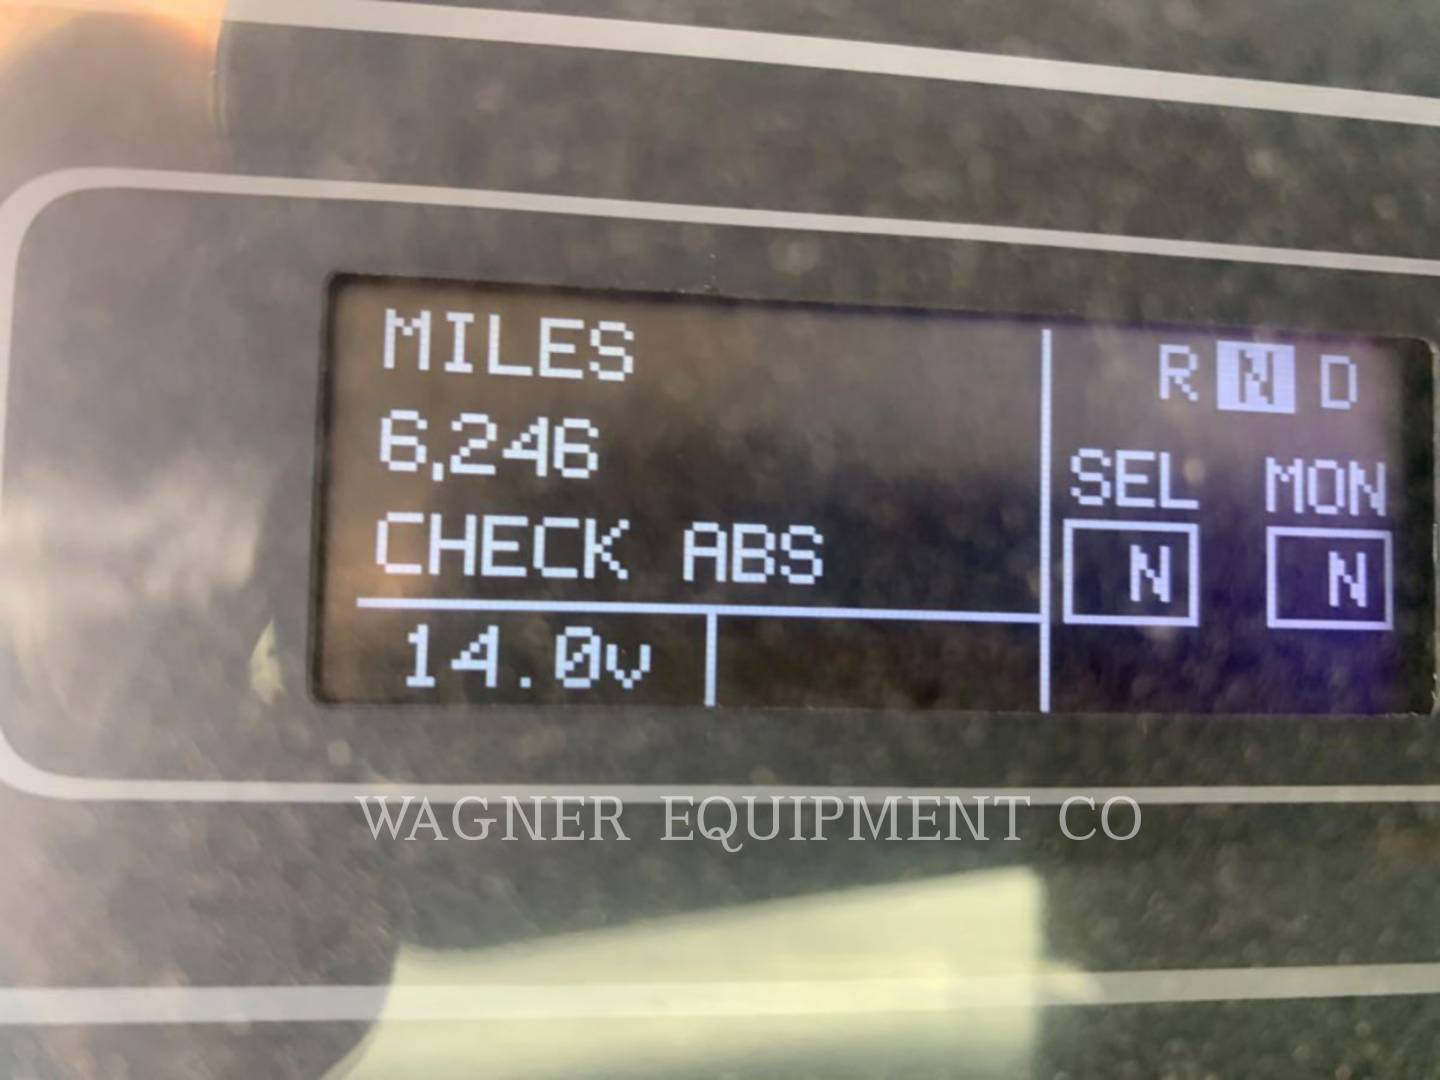 MILES
6,246
CHECK ABS
14.0v
R N D
SEL MON
N N
WAGNER EQUIPMENT CO